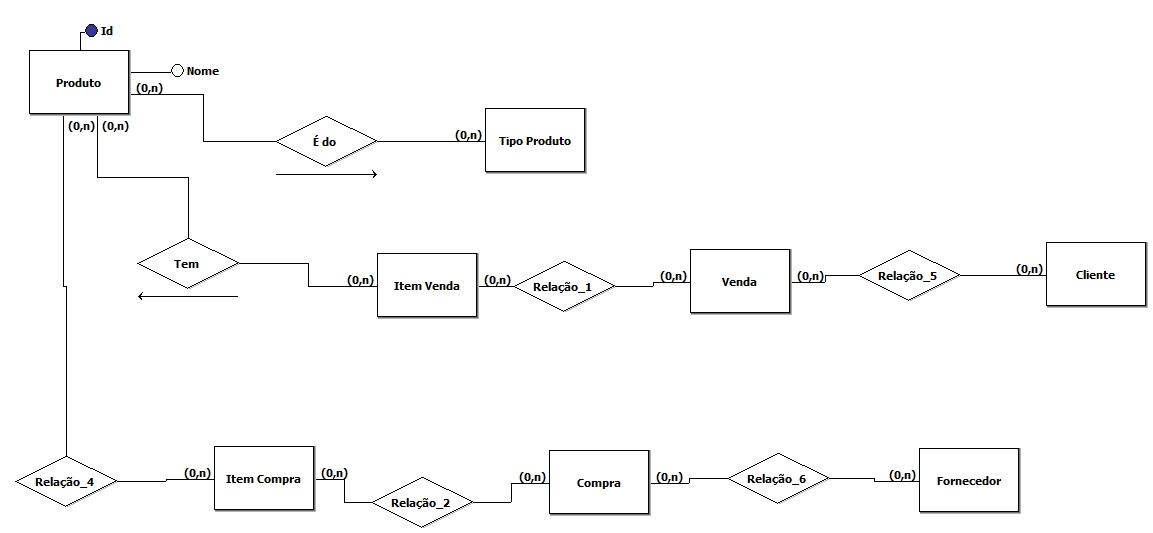 Id
Produto
Nome
(0,n)
(0,n) (0,n)
É do
(0,n)
Tipo Produto
Tem
(0,n)
Item Venda
(0,n)
Relação_1
(0,n)
Venda
(0,n)
Relação_5
(0,n)
Cliente
Relação_4
(0,n)
Item Compra
(0,n)
Relação_2
(0,n)
Compra
(0,n)
Relação_6
(0,n)
Fornecedor